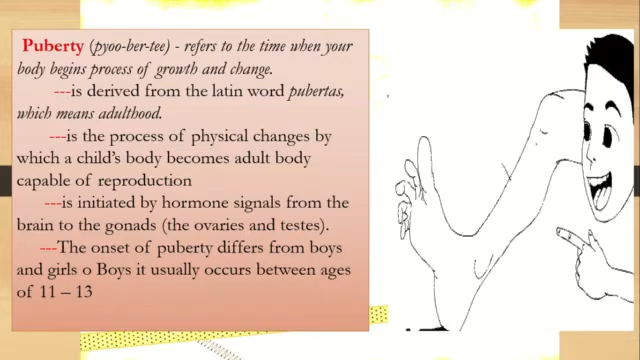 Puberty (pyoo-ber-tee) - refers to the time when your
body begins process of growth and change.
---is derived from the latin word pubertas,
which means adulthood.
---is the process of physical changes by
which a child's body becomes adult body
capable of reproduction
---is initiated by hormone signals from the
brain to the gonads (the ovaries and testes).
---The onset of puberty differs from boys
and girls o Boys it usually occurs between ages
of 11 – 13